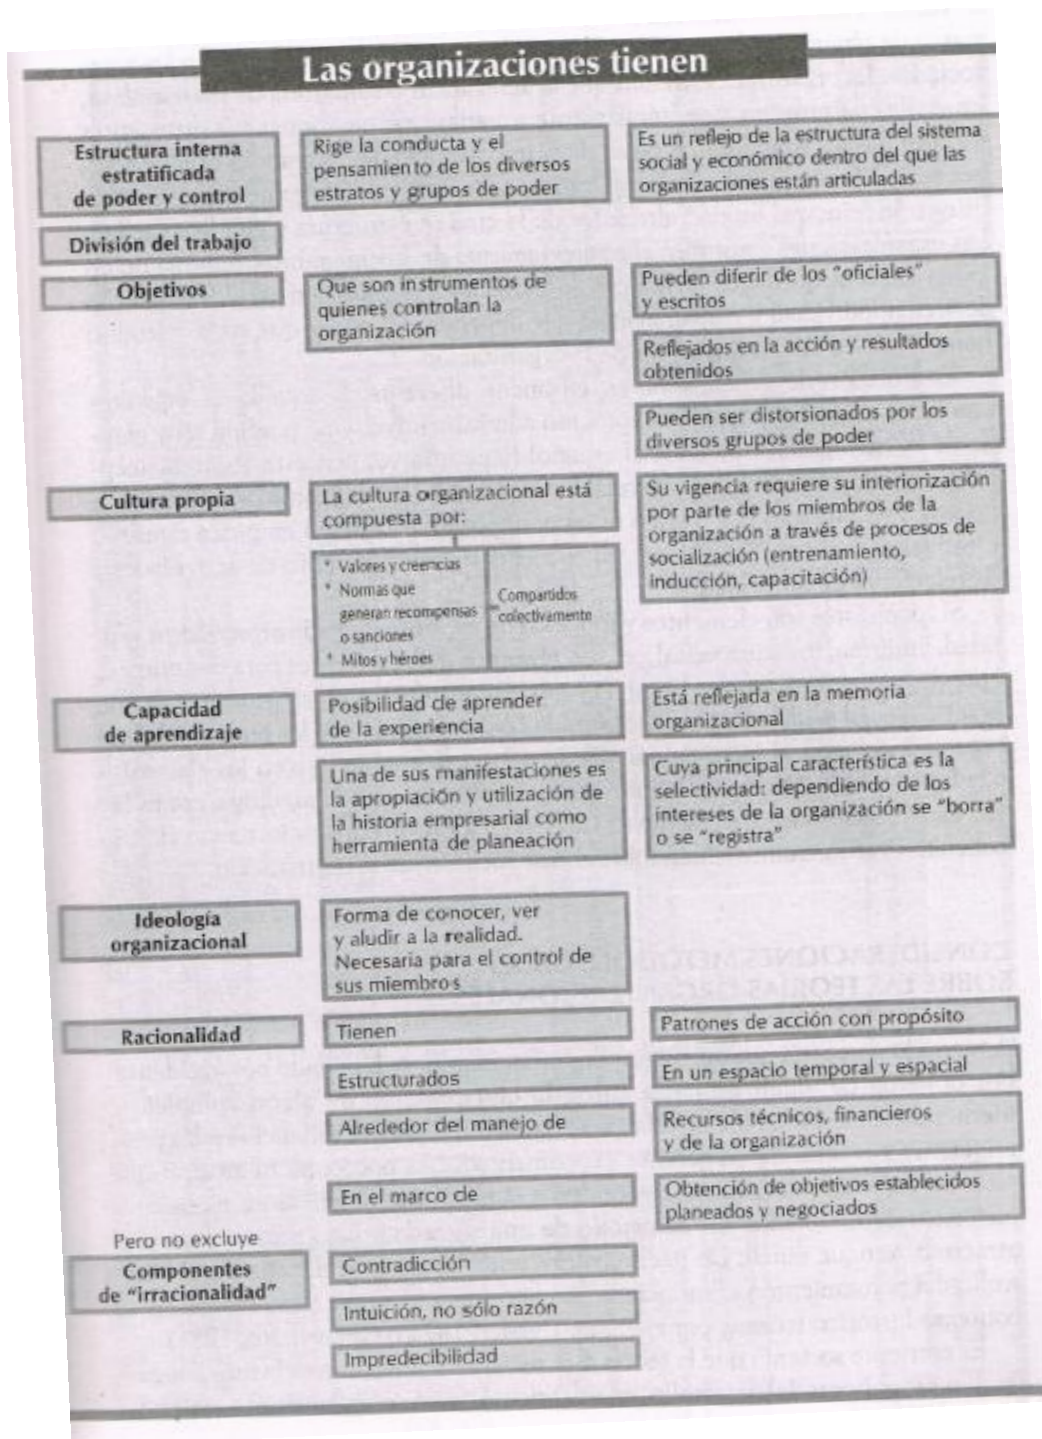 Las organizaciones tienen
Estructura interna
estratificada
de poder y control
Rige la conducta y el
pensamiento de los diversos
estratos y grupos de poder
Es un reflejo de la estructura del sistema
social y económico dentro del que las
organizaciones están articuladas
División del trabajo
Objetivos
Que son instrumentos de
quienes controlan la
organización
Pueden diferir de los "oficiales"
y escritos
Reflejados en la acción y resultados
obtenidos
Pueden ser distorsionados por los
diversos grupos de poder
Cultura propia
La cultura organizacional está
compuesta por:
* Valores y creencias
* Normas que
generan recompensas
o sanciones
* Mitos y héroes
Compartidos
colectivamente
Su vigencia requiere su interiorización
por parte de los miembros de la
organización a través de procesos de
socialización (entrenamiento,
inducción, capacitación)
Capacidad
de aprendizaje
Posibilidad de aprender
de la experiencia
Está reflejada en la memoria
organizacional
Una de sus manifestaciones es
la apropiación y utilización de
la historia empresarial como
herramienta de planeación
Cuya principal característica es la
selectividad: dependiendo de los
intereses de la organización se "borra"
o se "registra"
Ideología
organizacional
Forma de conocer, ver
y aludir a la realidad.
Necesaria para el control de
sus miembros
Racionalidad
Tienen
Patrones de acción con propósito
Estructurados
En un espacio temporal y espacial
Alrededor del manejo de
Recursos técnicos, financieros
y de la organización
En el marco de
Obtención de objetivos establecidos
planeados y negociados
Pero no excluye
Componentes
de "irracionalidad"
Contradicción
Intuición, no sólo razón
Impredecibilidad